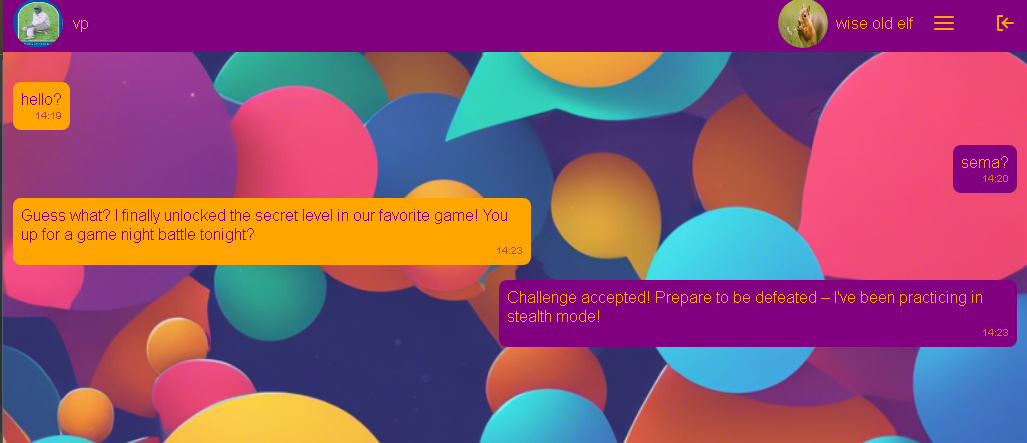 vp
wise old elf
hello?
14:19
sema?
14:20
Guess what? I finally unlocked the secret level in our favorite game! You
up for a game night battle tonight?
14:23
Challenge accepted! Prepare to be defeated – I've been practicing in
stealth mode!
14:23